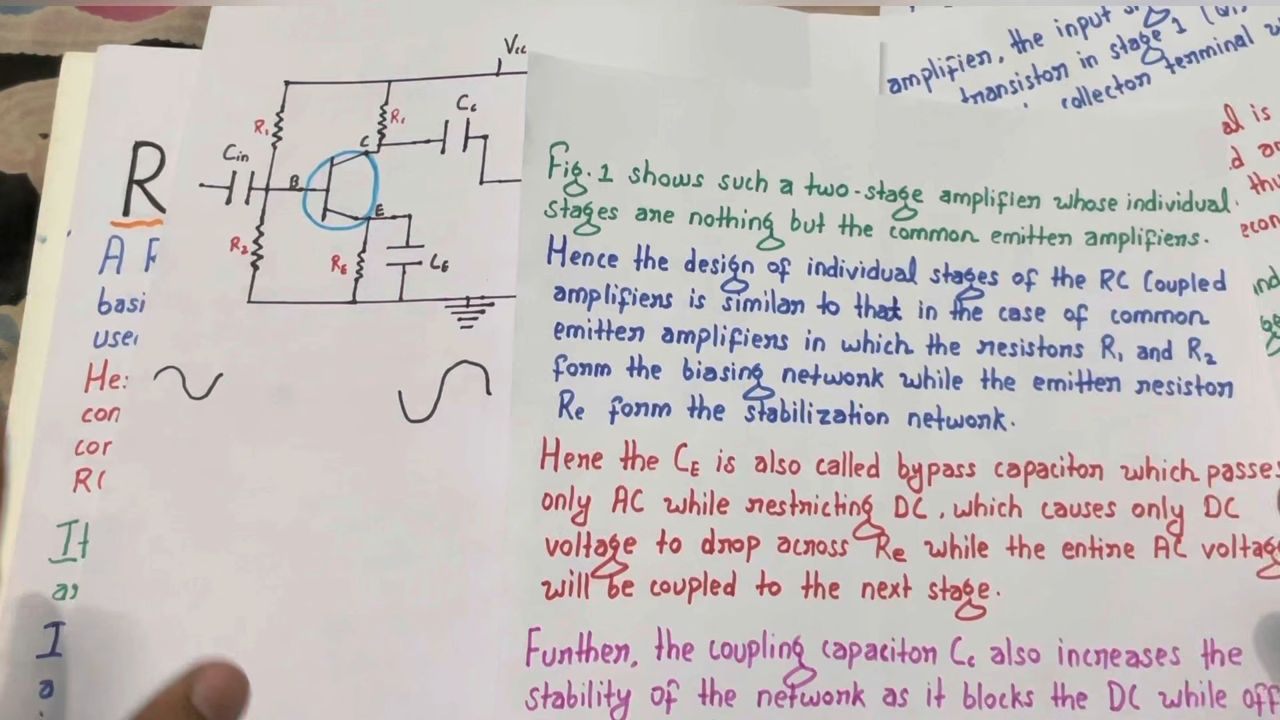 amplifier, the input
transistor in stage 1
collector terminal
Vcc
R₁
Rc
Cc
C
Cin
B
E
R₂
RE
CE
R
A
basi
He:
con
cor
It
I
a
al is
Fig. 1 shows such a two-stage amplifier whose individual
stages are nothing but the common emitter amplifiers.
Hence the design of individual stages of the RC Coupled
amplifiers is similar to that in the case of common
emitter amplifiers in which the resistors R₁ and R₂
form the biasing network while the emitter resistor
Re form the stabilization network.
Here the CE is also called bypass capacitor which passes
only AC while restricting DC, which causes only DC
voltage to drop across Re while the entire AC voltag
will be coupled to the next stage.
Further, the coupling capacitor Cc also increases the
stability of the network as it blocks the DC while off